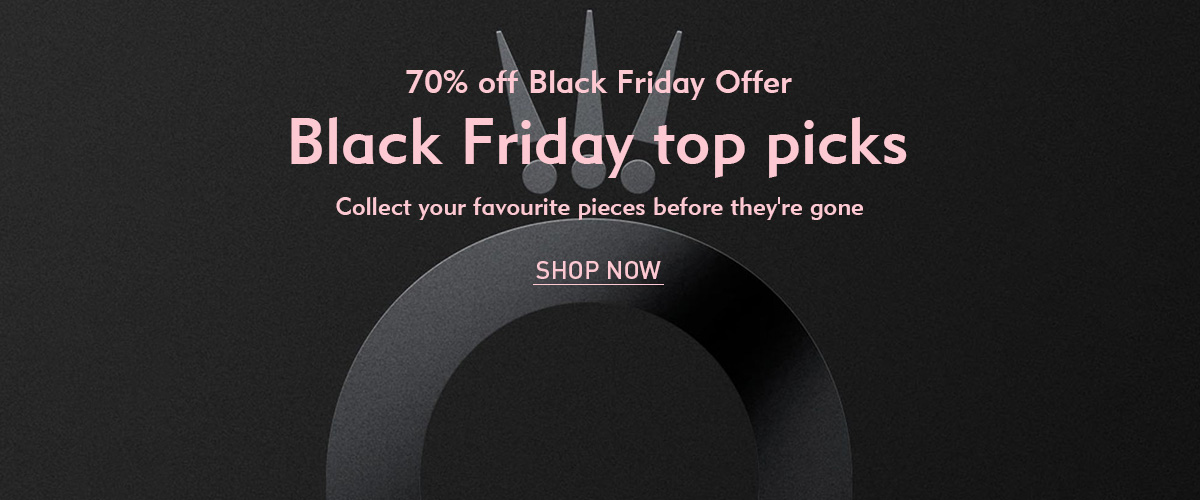 70% off Black Friday Offer
Black Friday top picks
Collect your favourite pieces before they're gone
SHOP NOW